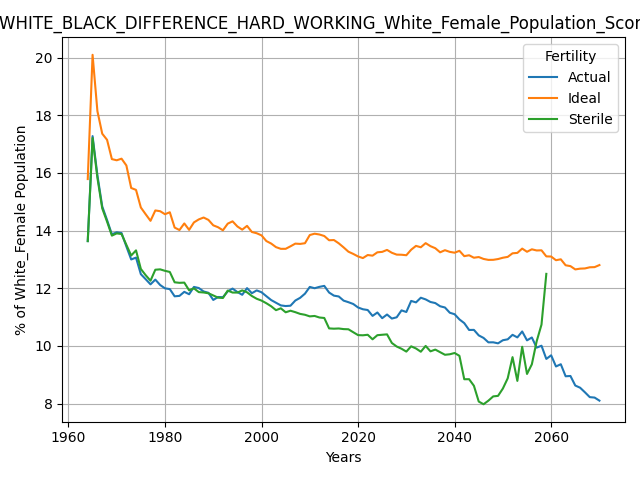 WHITE_BLACK_DIFFERENCE_HARD_WORKING_White_Female_Population_Scor
Fertility
Actual
Ideal
Sterile
% of White_Female Population
20
18
16
14
12
10
8
1960
1980
2000
2020
2040
2060
Years